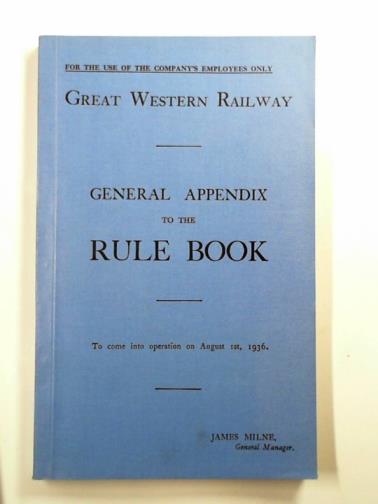 FOR THE USE OF THE COMPANY'S EMPLOYEES ONLY
GREAT WESTERN RAILWAY
GENERAL APPENDIX
TO THE
RULE BOOK
To come into operation on August 1st, 1936.
JAMES MILNE,
General Manager.